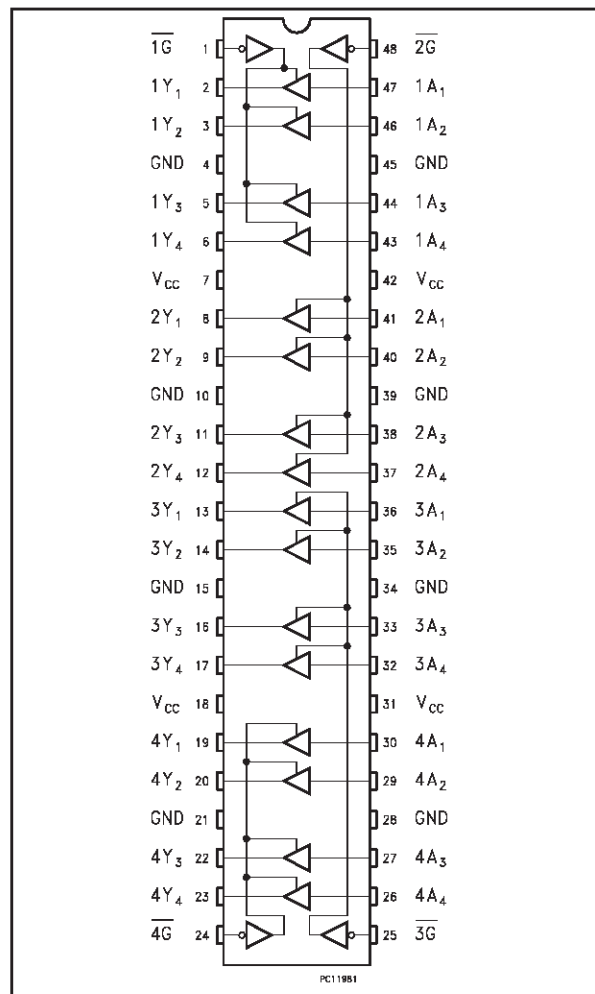 1G 1 48 2G
1Y1 2 47 1A1
1Y2 3 46 1A2
GND 4 45 GND
1Y3 5 44 1A3
1Y4 6 43 1A4
VCC 7 42 VCC
2Y1 8 41 2A1
2Y2 9 40 2A2
GND 10 39 GND
2Y3 11 38 2A3
2Y4 12 37 2A4
3Y1 13 36 3A1
3Y2 14 35 3A2
GND 15 34 GND
3Y3 16 33 3A3
3Y4 17 32 3A4
VCC 18 31 VCC
4Y1 19 30 4A1
4Y2 20 29 4A2
GND 21 28 GND
4Y3 22 27 4A3
4Y4 23 26 4A4
4G 24 25 3G
PC11981